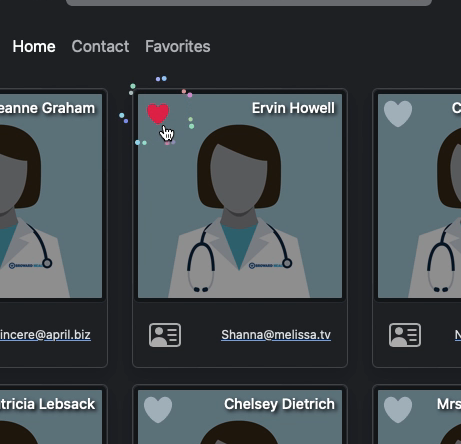 Home Contact Favorites
eanne Graham
Ervin Howell
C
incere@april.biz
Shanna@melissa.tv
N
tricia Lebsack
Chelsey Dietrich
Mrs